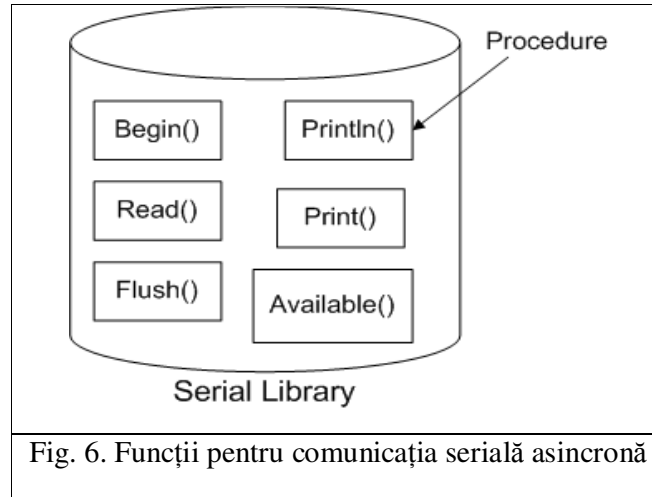 Procedure
Begin()
Println()
Read()
Print()
Flush()
Available()
Serial Library
Fig. 6. Funcții pentru comunicația serială asincronă